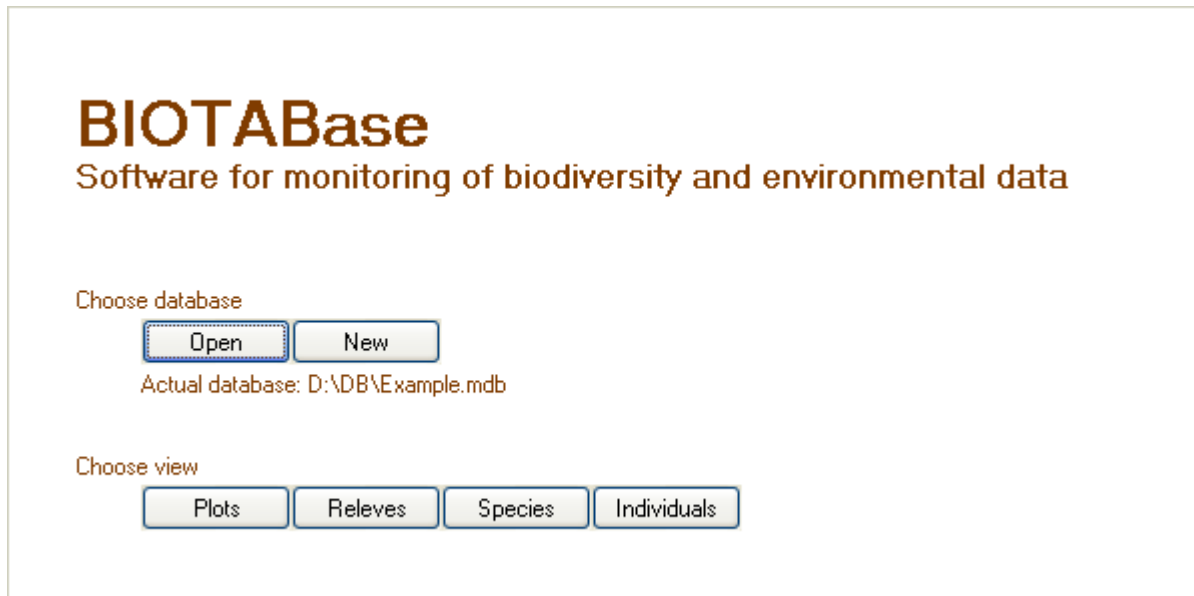 BIOTABase
Software for monitoring of biodiversity and environmental data
Choose database
Open New
Actual database: D:\DB\Example.mdb
Choose view
Plots Releves Species Individuals